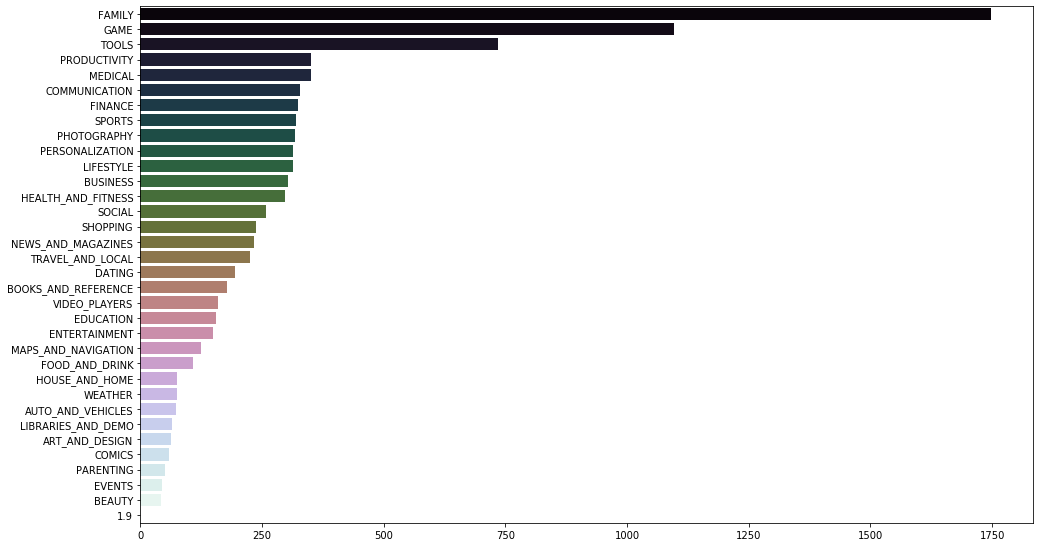 FAMILY
GAME
TOOLS
PRODUCTIVITY
MEDICAL
COMMUNICATION
FINANCE
SPORTS
PHOTOGRAPHY
PERSONALIZATION
LIFESTYLE
BUSINESS
HEALTH_AND_FITNESS
SOCIAL
SHOPPING
NEWS_AND_MAGAZINES
TRAVEL_AND_LOCAL
DATING
BOOKS_AND_REFERENCE
VIDEO_PLAYERS
EDUCATION
ENTERTAINMENT
MAPS_AND_NAVIGATION
FOOD_AND_DRINK
HOUSE_AND_HOME
WEATHER
AUTO_AND_VEHICLES
LIBRARIES_AND_DEMO
ART_AND_DESIGN
COMICS
PARENTING
EVENTS
BEAUTY
1.9
0 250 500 750 1000 1250 1500 1750